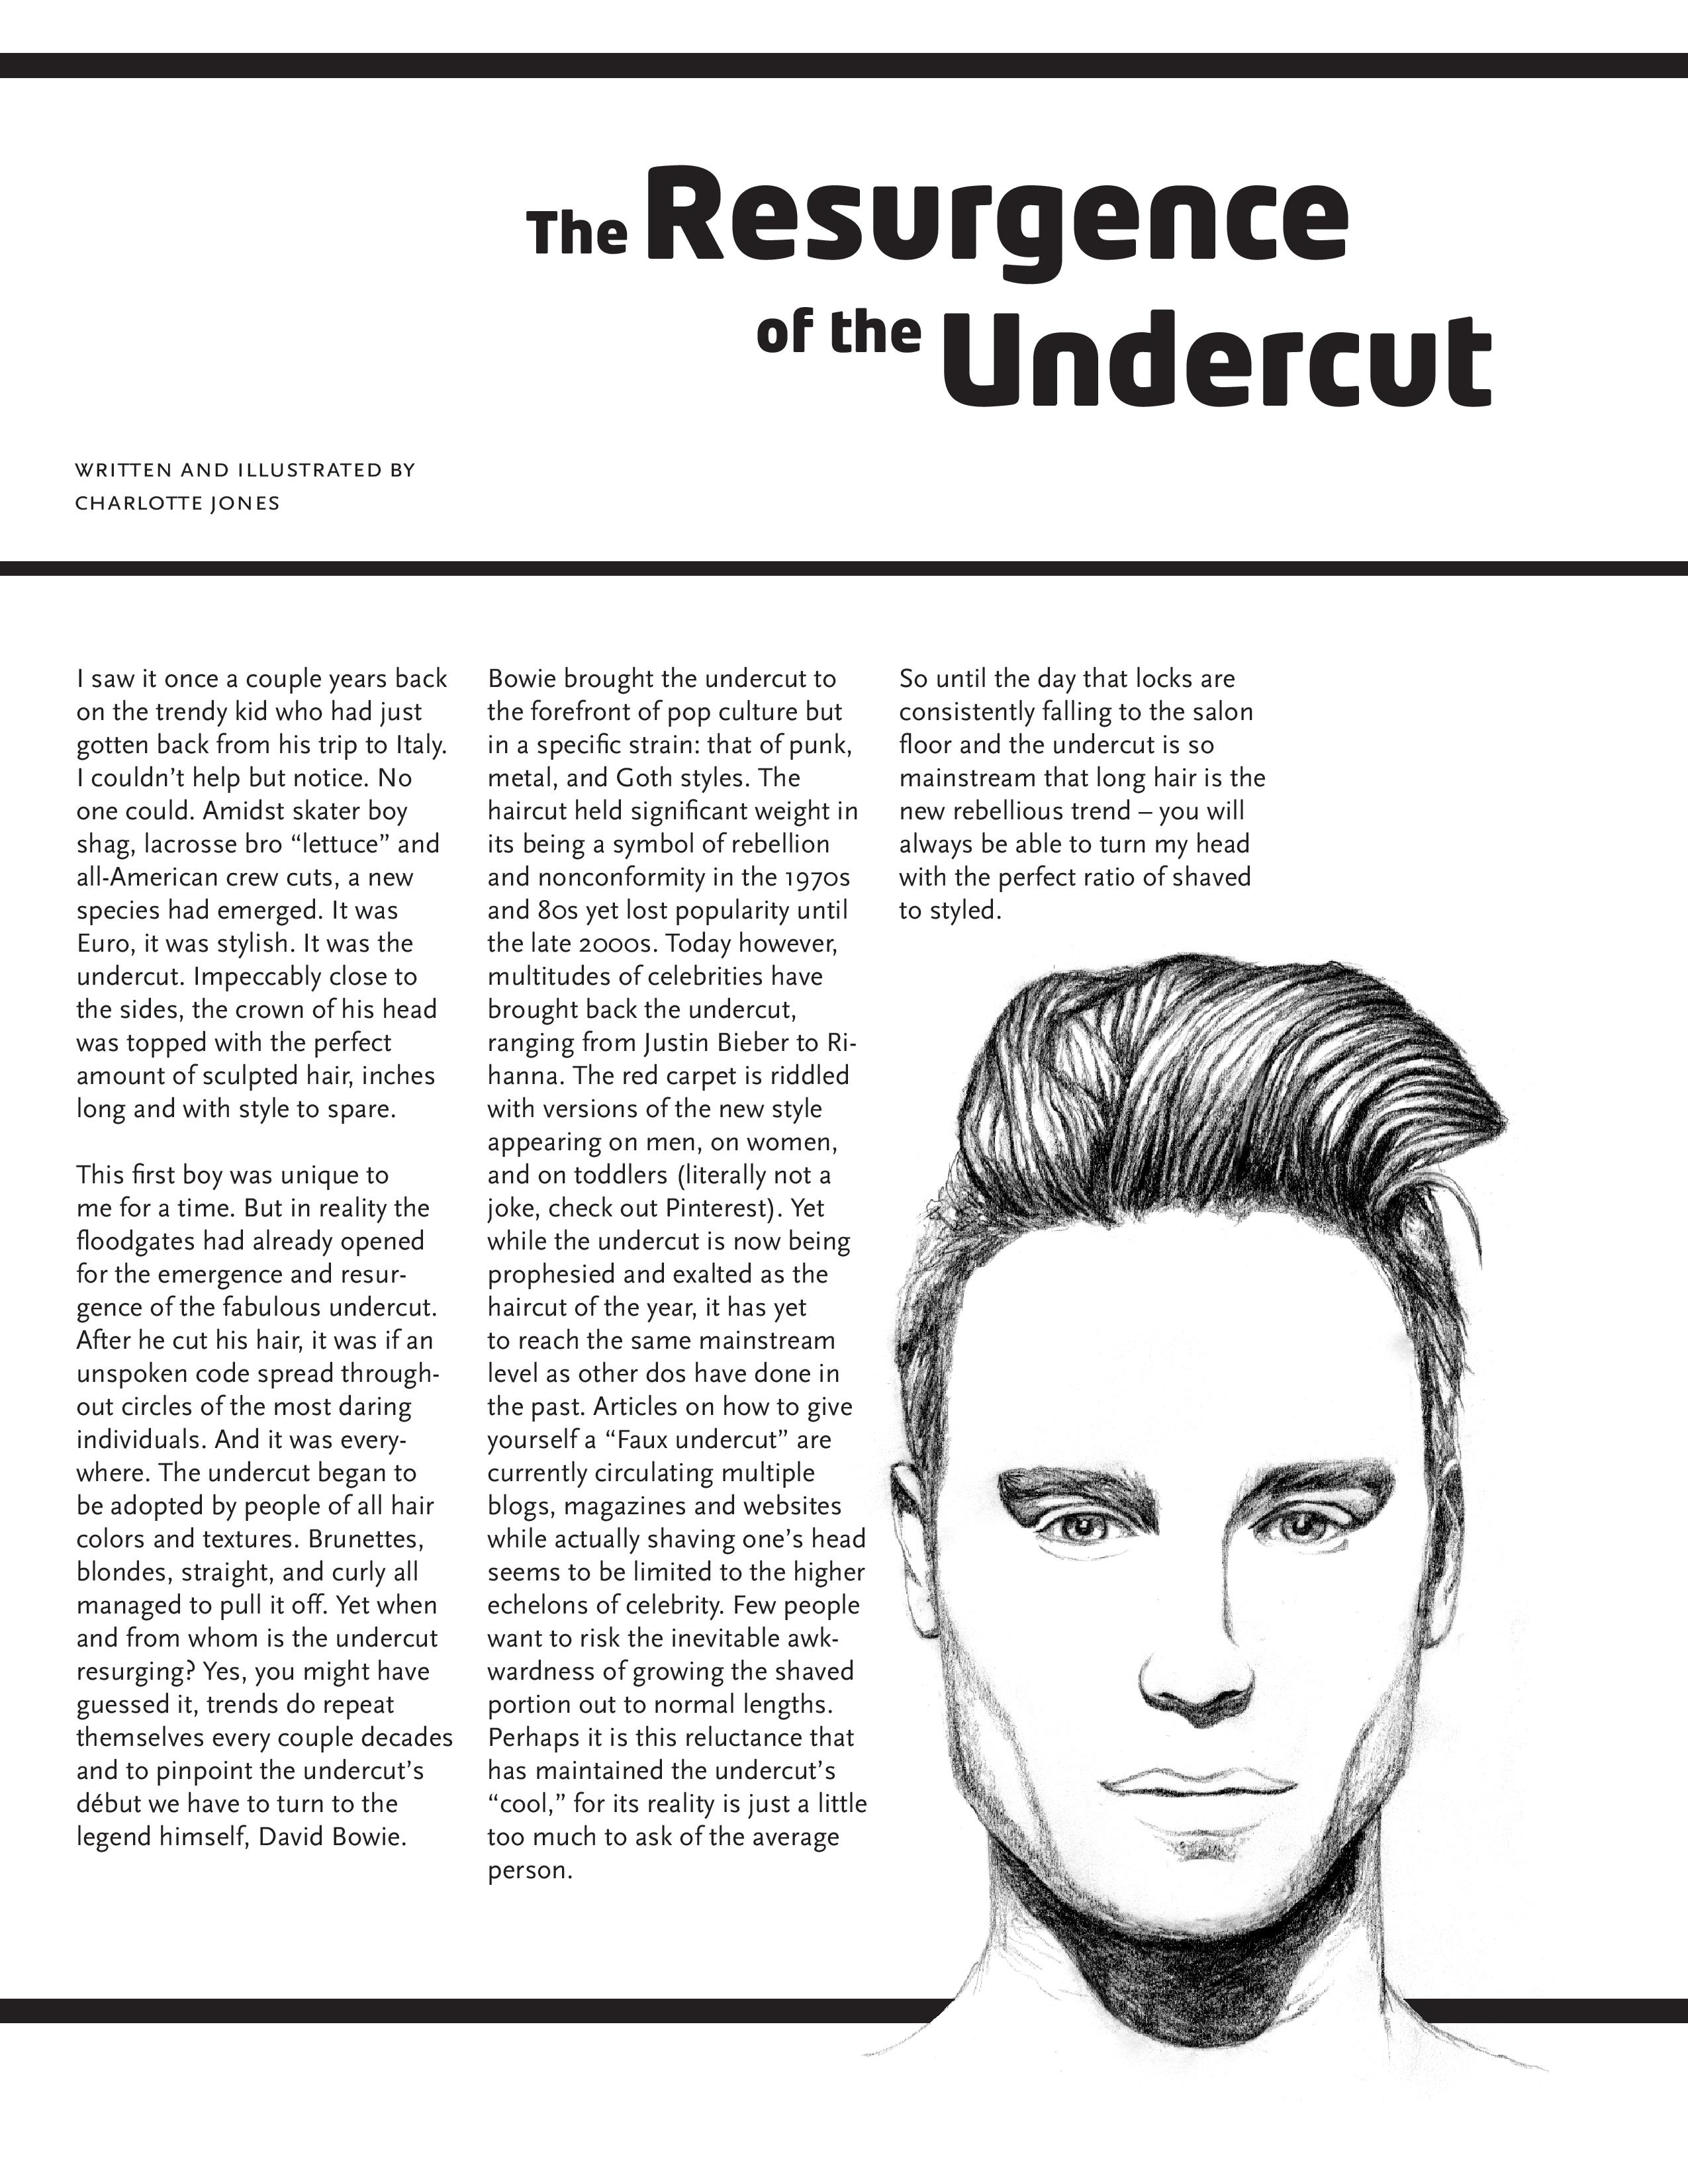 The Resurgence
of the Undercut
WRITTEN AND ILLUSTRATED BY
CHARLOTTE JONES
I saw it once a couple years back
on the trendy kid who had just
gotten back from his trip to Italy.
I couldn’t help but notice. No
one could. Amidst skater boy
shag, lacrosse bro “lettuce” and
all-American crew cuts, a new
species had emerged. It was
Euro, it was stylish. It was the
undercut. Impeccably close to
the sides, the crown of his head
was topped with the perfect
amount of sculpted hair, inches
long and with style to spare.
This first boy was unique to
me for a time. But in reality the
floodgates had already opened
for the emergence and resur-
gence of the fabulous undercut.
After he cut his hair, it was if an
unspoken code spread through-
out circles of the most daring
individuals. And it was every-
where. The undercut began to
be adopted by people of all hair
colors and textures. Brunettes,
blondes, straight, and curly all
managed to pull it off. Yet when
and from whom is the undercut
resurging? Yes, you might have
guessed it, trends do repeat
themselves every couple decades
and to pinpoint the undercut’s
début we have to turn to the
legend himself, David Bowie.
Bowie brought the undercut to
the forefront of pop culture but
in a specific strain: that of punk,
metal, and Goth styles. The
haircut held significant weight in
its being a symbol of rebellion
and nonconformity in the 1970s
and 80s yet lost popularity until
the late 2000s. Today however,
multitudes of celebrities have
brought back the undercut,
ranging from Justin Bieber to Ri-
hanna. The red carpet is riddled
with versions of the new style
appearing on men, on women,
and on toddlers (literally not a
joke, check out Pinterest). Yet
while the undercut is now being
prophesied and exalted as the
haircut of the year, it has yet
to reach the same mainstream
level as other dos have done in
the past. Articles on how to give
yourself a “Faux undercut” are
currently circulating multiple
blogs, magazines and websites
while actually shaving one’s head
seems to be limited to the higher
echelons of celebrity. Few people
want to risk the inevitable awk-
wardness of growing the shaved
portion out to normal lengths.
Perhaps it is this reluctance that
has maintained the undercut’s
“cool,” for its reality is just a little
too much to ask of the average
person.
So until the day that locks are
consistently falling to the salon
floor and the undercut is so
mainstream that long hair is the
new rebellious trend – you will
always be able to turn my head
with the perfect ratio of shaved
to styled.